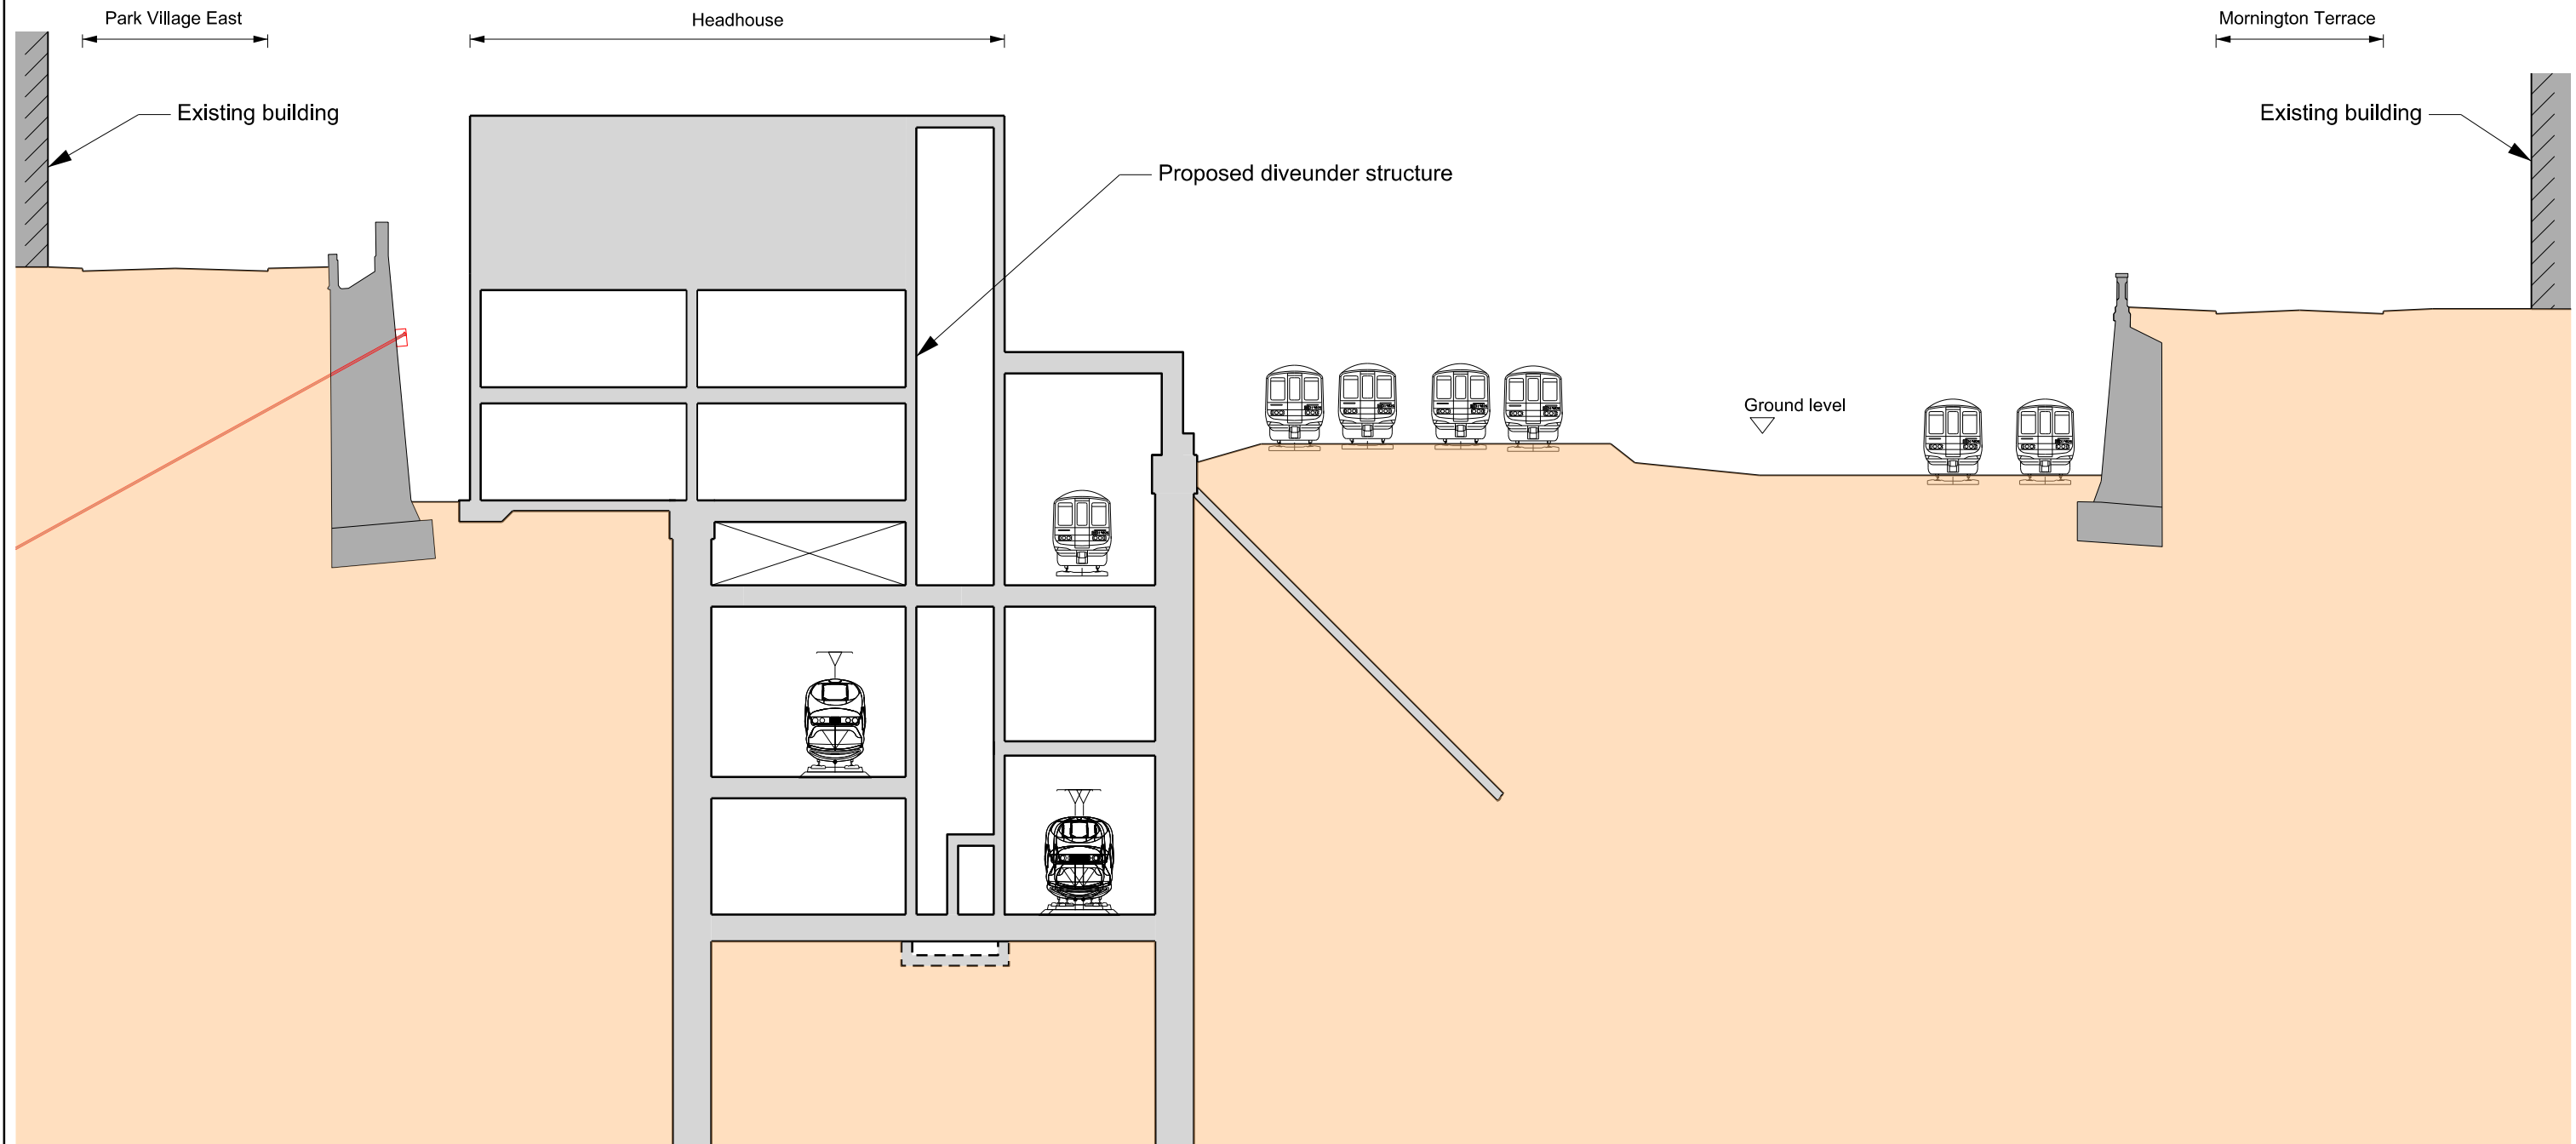 Park Village East
Headhouse
Mornington Terrace
Existing building
Existing building
Proposed diveunder structure
Ground level